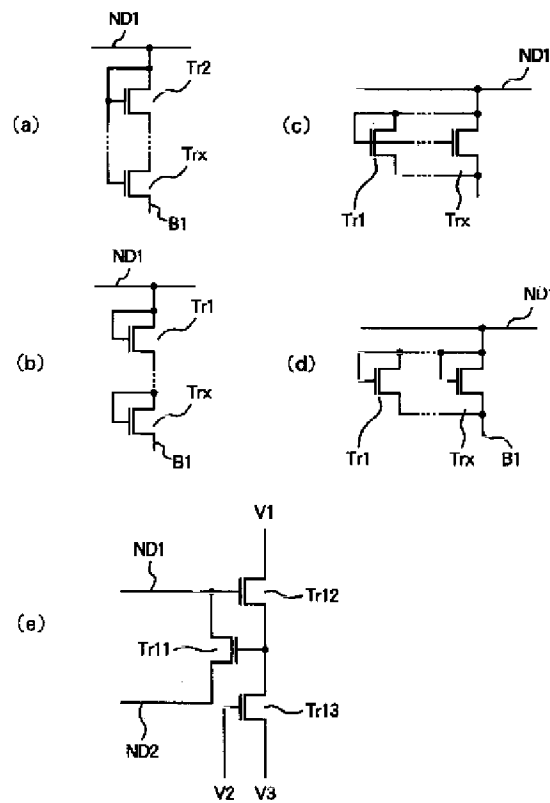 ND1
Tr2
(a)
Trx
B1
ND1
(c)
Tr1
Trx
ND1
Tr1
(b)
Trx
B1
ND1
(d)
Tr1
Trx
B1
V1
ND1
Tr12
(e)
Tr11
Tr13
ND2
V2
V3